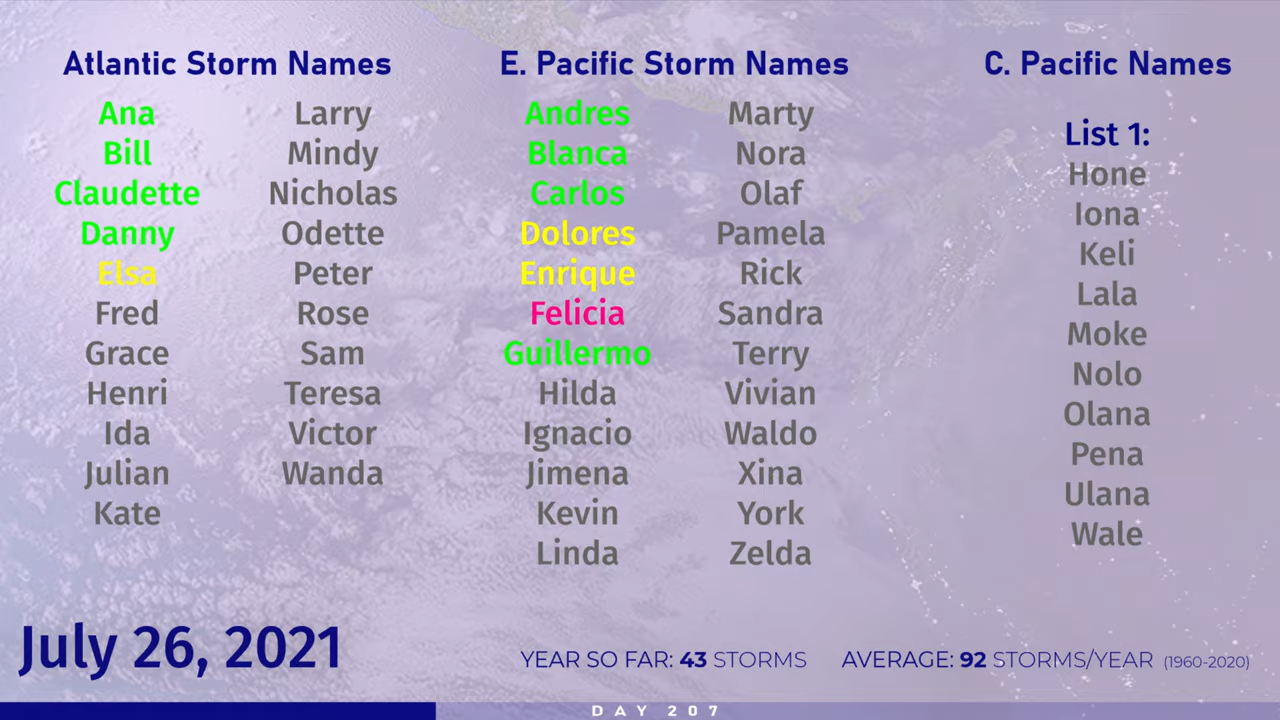 Atlantic Storm Names
Ana
Bill
Claudette
Danny
Elsa
Fred
Grace
Henri
Ida
Julian
Kate
Larry
Mindy
Nicholas
Odette
Peter
Rose
Sam
Teresa
Victor
Wanda
E. Pacific Storm Names
Andres
Blanca
Carlos
Dolores
Enrique
Felicia
Guillermo
Hilda
Ignacio
Jimena
Kevin
Linda
Marty
Nora
Olaf
Pamela
Rick
Sandra
Terry
Vivian
Waldo
Xina
York
Zelda
C. Pacific Names
List 1:
Hone
Iona
Keli
Lala
Moke
Nolo
Olana
Pena
Ulana
Wale
July 26, 2021
YEAR SO FAR: 43 STORMS
AVERAGE: 92 STORMS/YEAR (1960-2020)
DAY 207